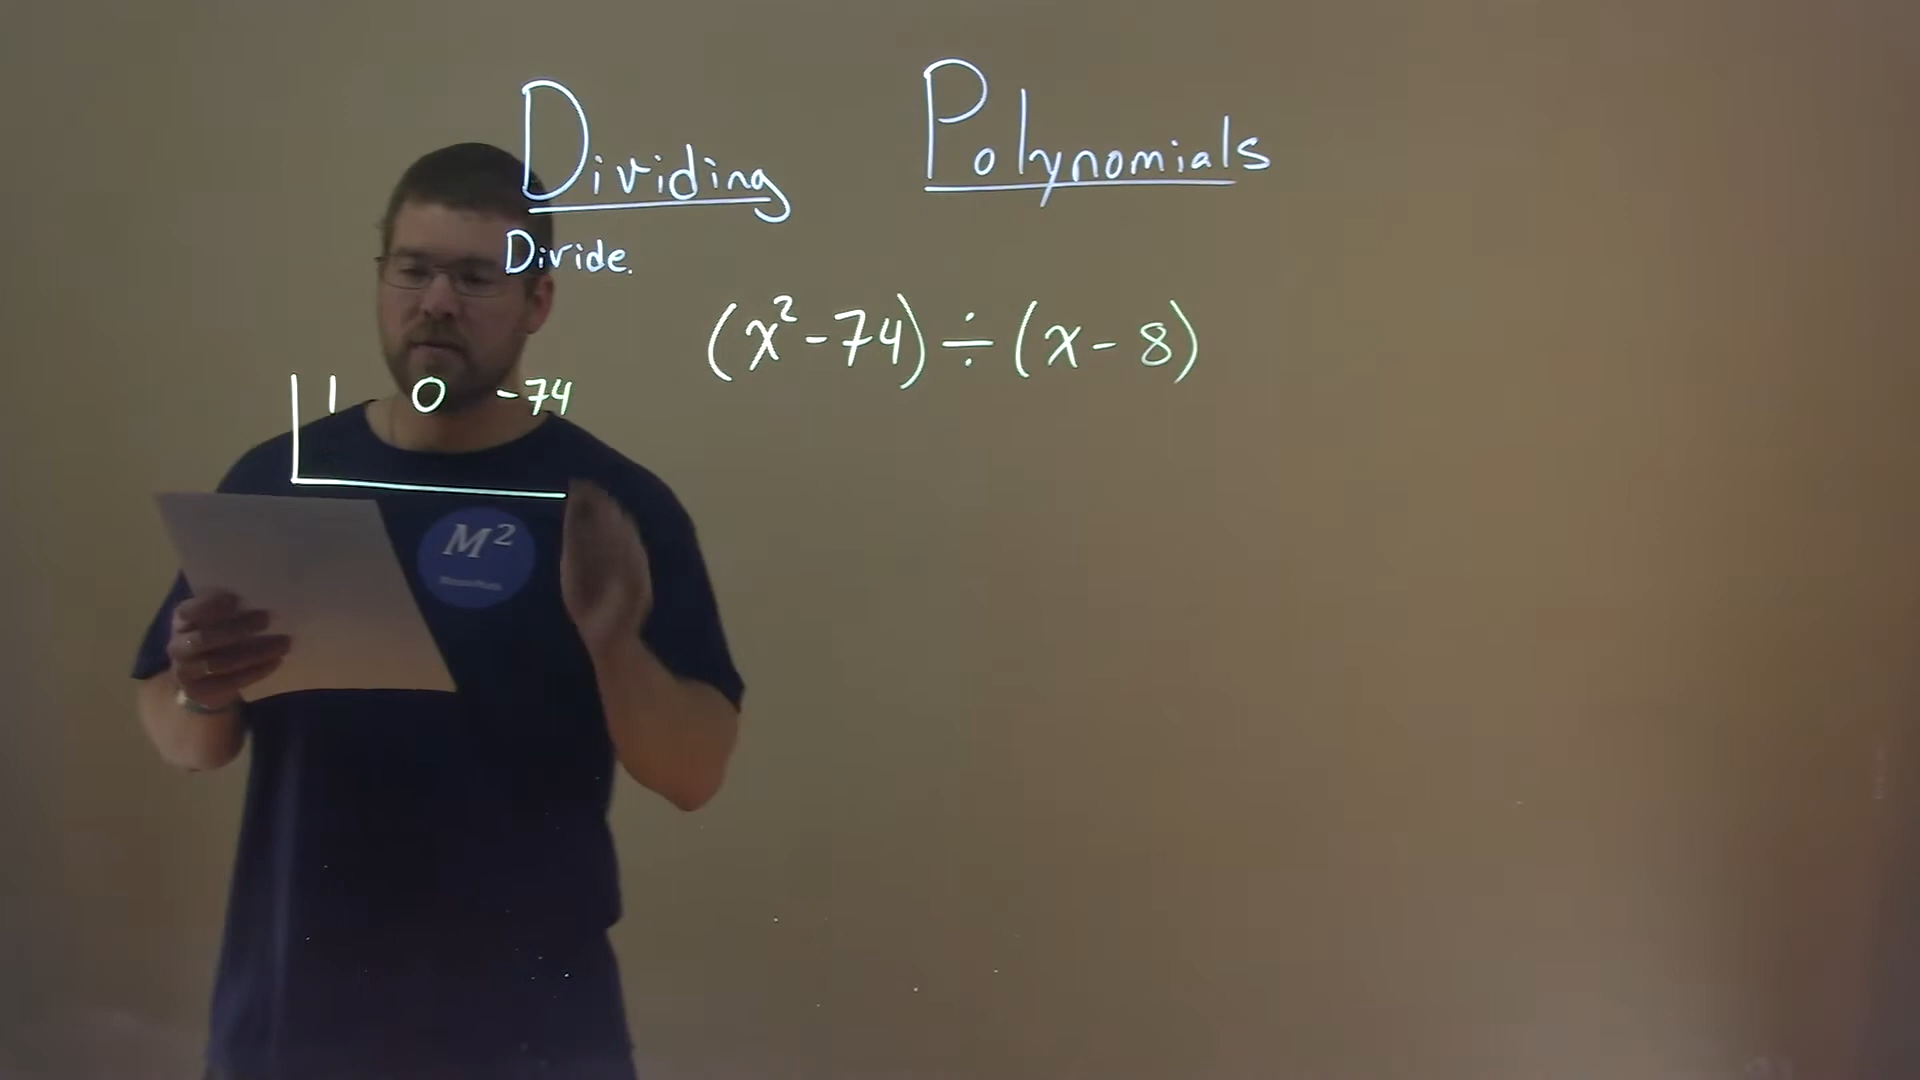 Dividing Polynomials
Divide.
(x² - 74) ÷ (x - 8)
1 0 -74
M²